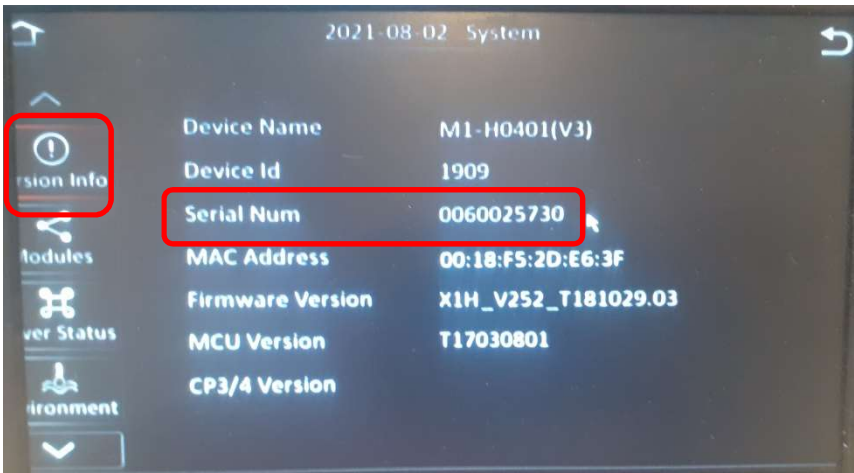 2021-08-02 System
Device Name M1-H0401(V3)
rsion Info
Device Id 1909
Serial Num 0060025730
Modules
MAC Address 00:18:F5:2D:E6:3F
Firmware Version X1H_V252_T181029.03
ver Status
MCU Version T17030801
CP3/4 Version
ironment